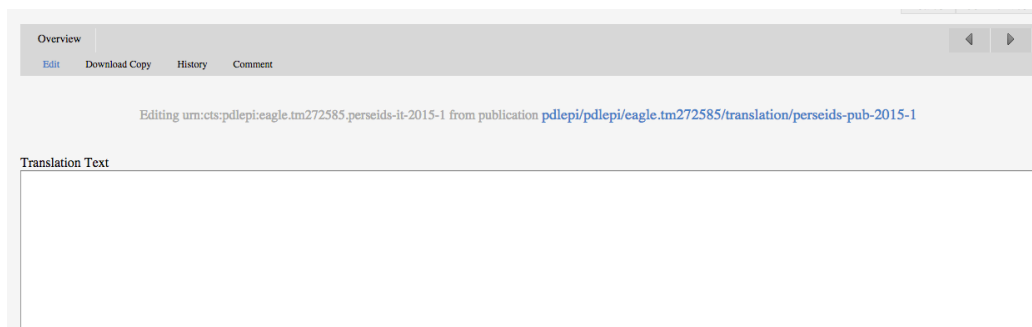 Overview
Edit Download Copy History Comment
Editing urn:cts:pdlepi:eagle.tm272585.perseids-it-2015-1 from publication pdlepi/pdlepi/eagle.tm272585/translation/perseids-pub-2015-1
Translation Text